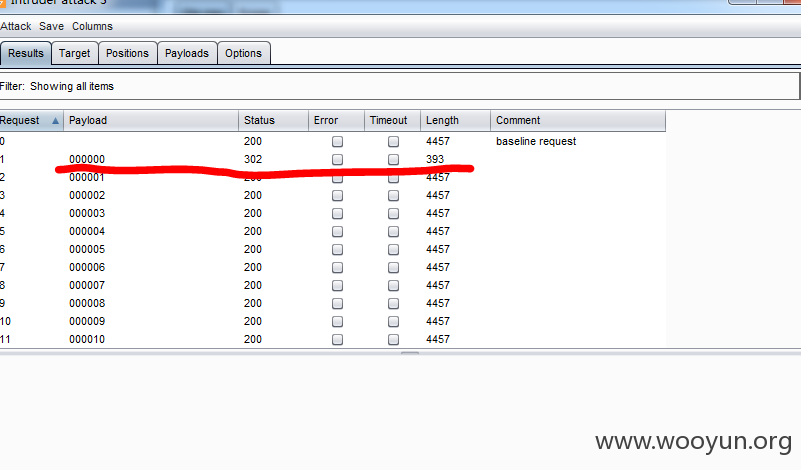 Intruder attack 5
Attack Save Columns
Results Target Positions Payloads Options
Filter: Showing all items
Request Payload Status Error Timeout Length Comment
0 200 4457 baseline request
1 000000 302 393
2 000001 200 4457
3 000002 200 4457
4 000003 200 4457
5 000004 200 4457
6 000005 200 4457
7 000006 200 4457
8 000007 200 4457
9 000008 200 4457
10 000009 200 4457
11 000010 200 4457
www.wooyun.org